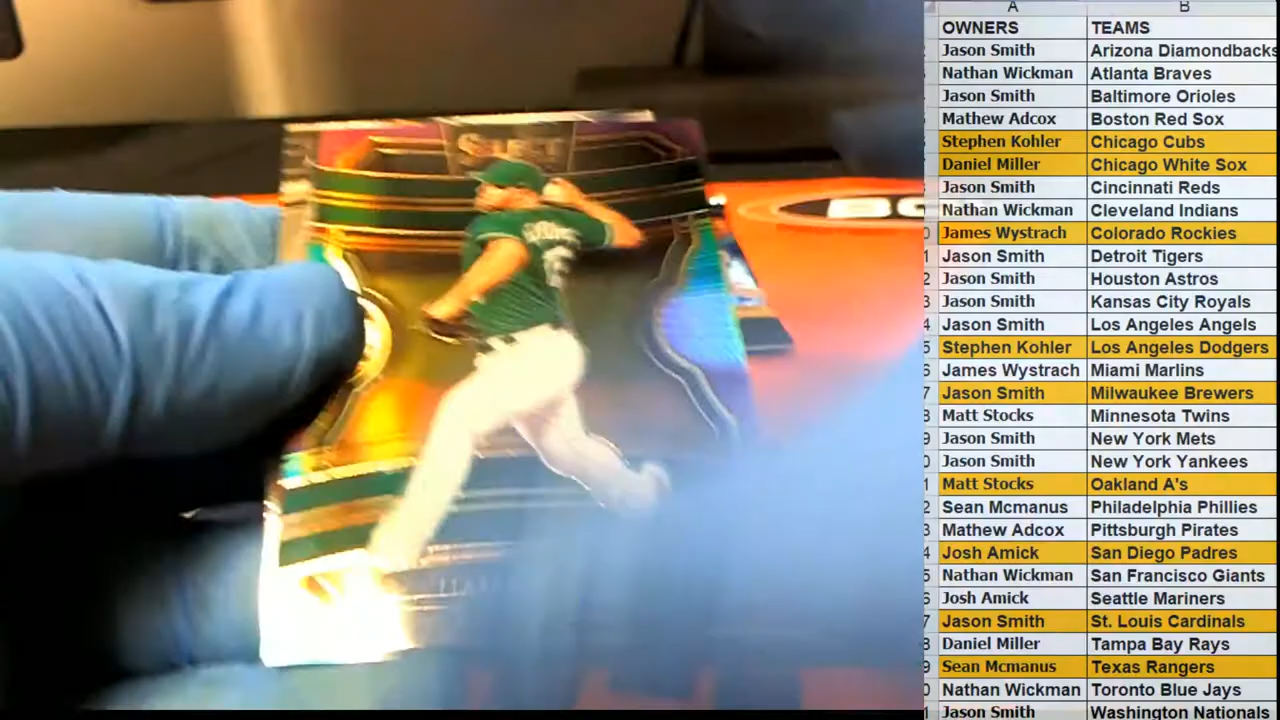 A B
OWNERS TEAMS
Jason Smith Arizona Diamondbacks
Nathan Wickman Atlanta Braves
Jason Smith Baltimore Orioles
Mathew Adcox Boston Red Sox
Stephen Kohler Chicago Cubs
Daniel Miller Chicago White Sox
Jason Smith Cincinnati Reds
Nathan Wickman Cleveland Indians
James Wystrach Colorado Rockies
Jason Smith Detroit Tigers
Jason Smith Houston Astros
Jason Smith Kansas City Royals
Jason Smith Los Angeles Angels
Stephen Kohler Los Angeles Dodgers
James Wystrach Miami Marlins
Jason Smith Milwaukee Brewers
Matt Stocks Minnesota Twins
Jason Smith New York Mets
Jason Smith New York Yankees
Matt Stocks Oakland A's
Sean Mcmanus Philadelphia Phillies
Mathew Adcox Pittsburgh Pirates
Josh Amick San Diego Padres
Nathan Wickman San Francisco Giants
Josh Amick Seattle Mariners
Jason Smith St. Louis Cardinals
Daniel Miller Tampa Bay Rays
Sean Mcmanus Texas Rangers
Nathan Wickman Toronto Blue Jays
Jason Smith Washington Nationals
SELECT